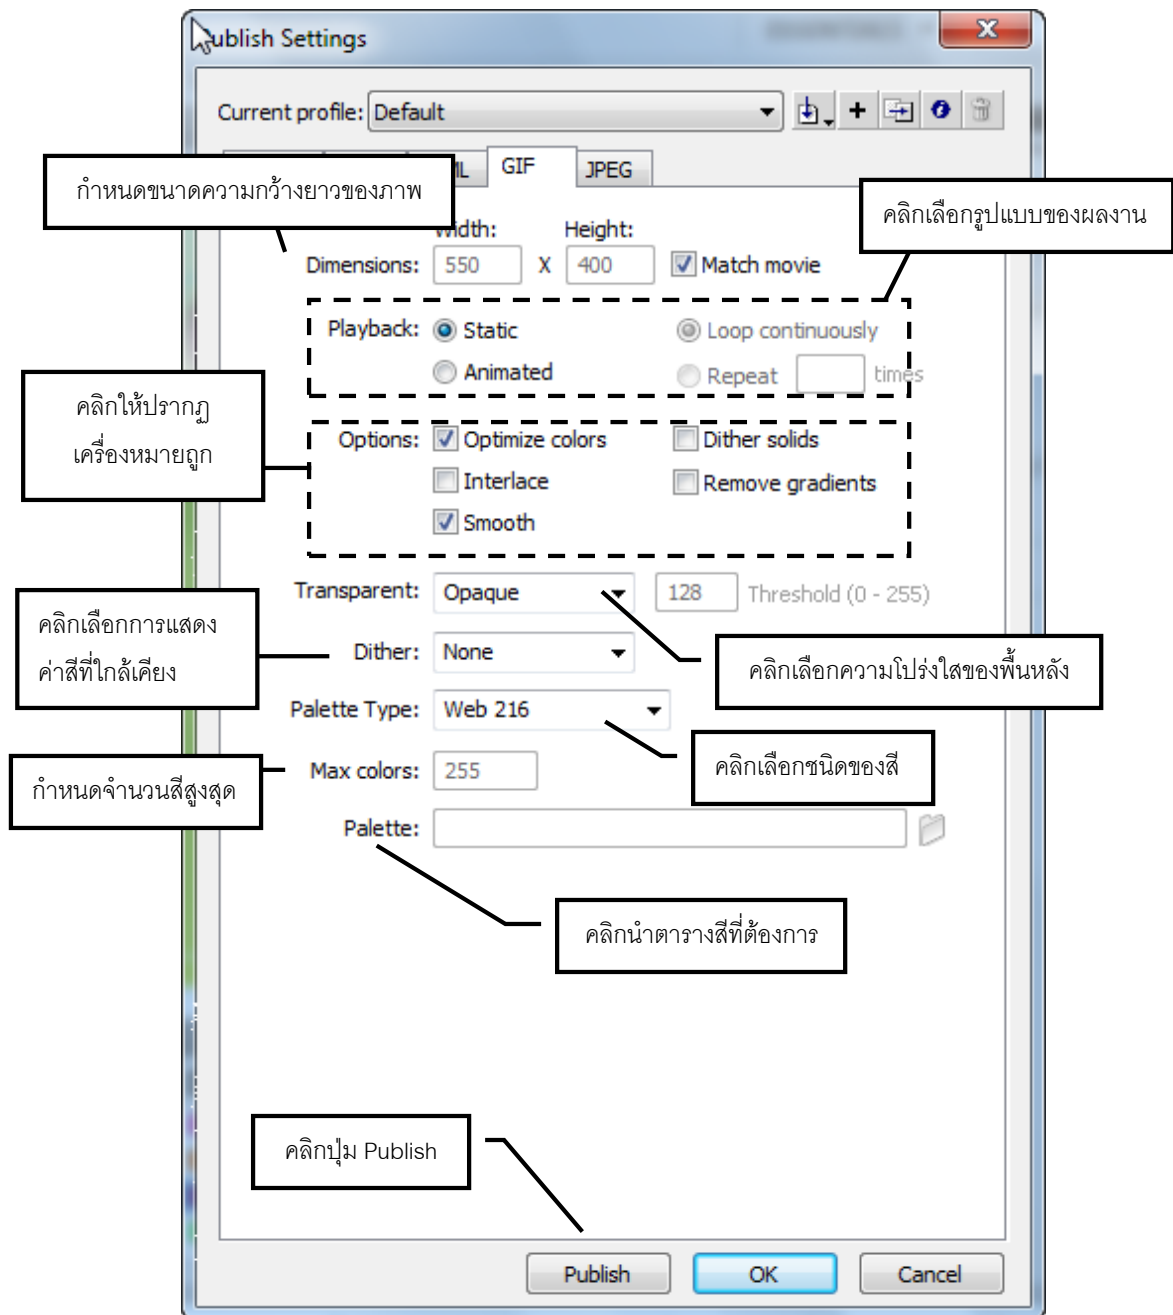 Publish Settings
Current profile: Default
GIF
JPEG
กำหนดขนาดความกว้างยาวของภาพ
คลิกเลือกรูปแบบของผลงาน
Width: Height:
Dimensions: 550 X 400 Match movie
Playback: Static Loop continuously
Animated Repeat times
คลิกให้ปรากฏ
เครื่องหมายถูก
Options: Optimize colors Dither solids
Interlace Remove gradients
Smooth
Transparent: Opaque 128 Threshold (0 - 255)
คลิกเลือกการแสดง
ค่าสีที่ใกล้เคียง
Dither: None
คลิกเลือกความโปร่งใสของพื้นหลัง
Palette Type: Web 216
คลิกเลือกชนิดของสี
Max colors: 255
กำหนดจำนวนสีสูงสุด
Palette:
คลิกนำตารางสีที่ต้องการ
คลิกปุ่ม Publish
Publish OK Cancel